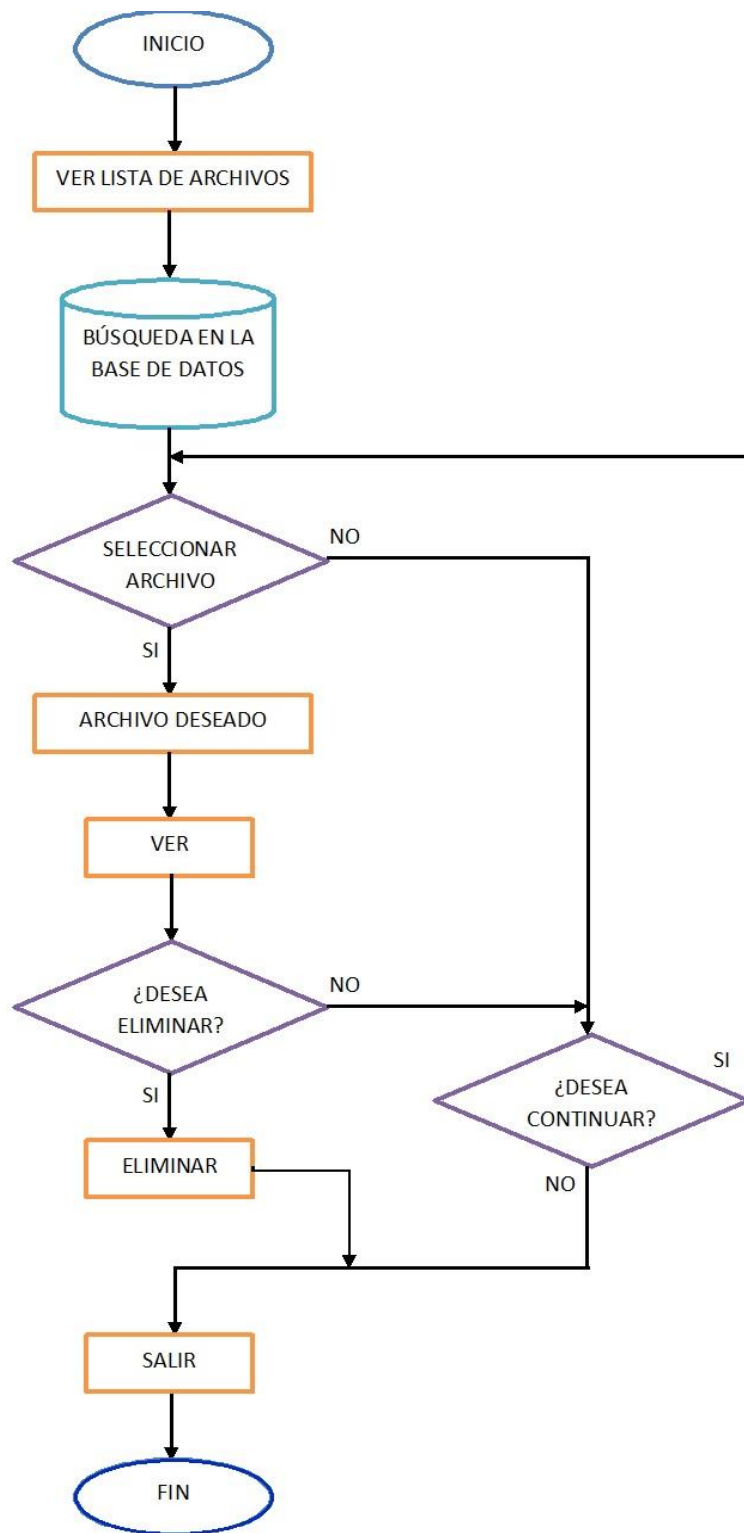 INICIO
VER LISTA DE ARCHIVOS
BÚSQUEDA EN LA
BASE DE DATOS
SELECCIONAR
ARCHIVO
NO
SI
ARCHIVO DESEADO
VER
¿DESEA
ELIMINAR?
NO
SI
¿DESEA
CONTINUAR?
SI
NO
ELIMINAR
SALIR
FIN